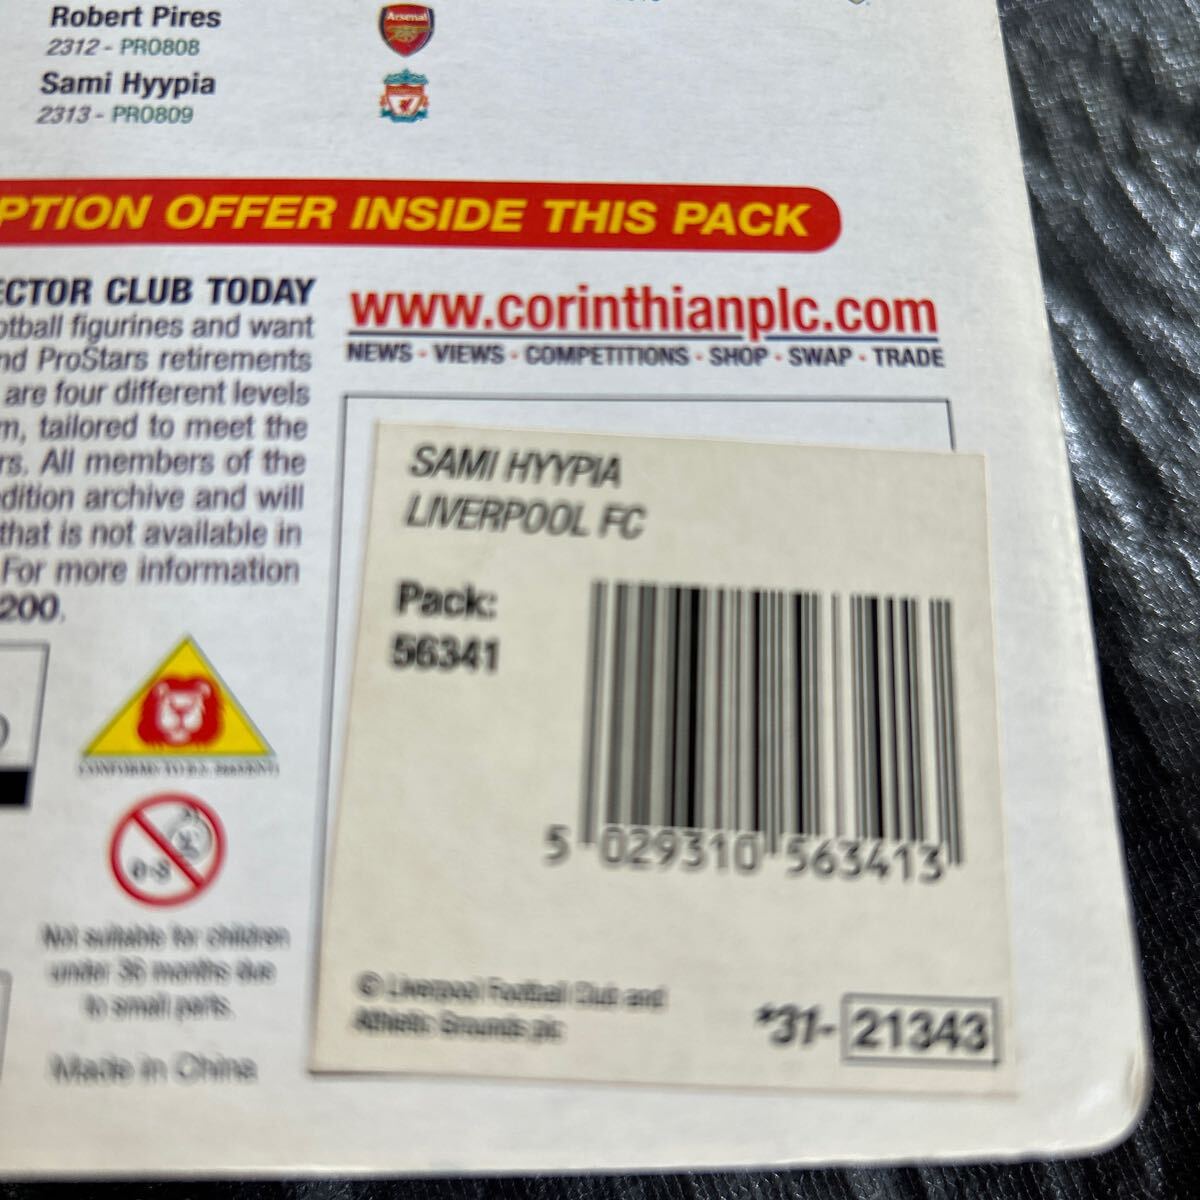 Robert Pires
2312 - PRO808
Arsenal
Sami Hyypia
2313 - PRO809
PTION OFFER INSIDE THIS PACK
ECTOR CLUB TODAY
otball figurines and want
nd ProStars retirements
are four different levels
m, tailored to meet the
rs. All members of the
dition archive and will
that is not available in
For more information
200.
www.corinthianplc.com
NEWS · VIEWS · COMPETITIONS · SHOP · SWAP · TRADE
SAMI HYYPIA
LIVERPOOL FC
Pack:
56341
5 029310 563413
© Liverpool Football Club and
Athletic Grounds plc
*31- 21343
0-3
Not suitable for children
under 36 months due
to small parts.
Made in China